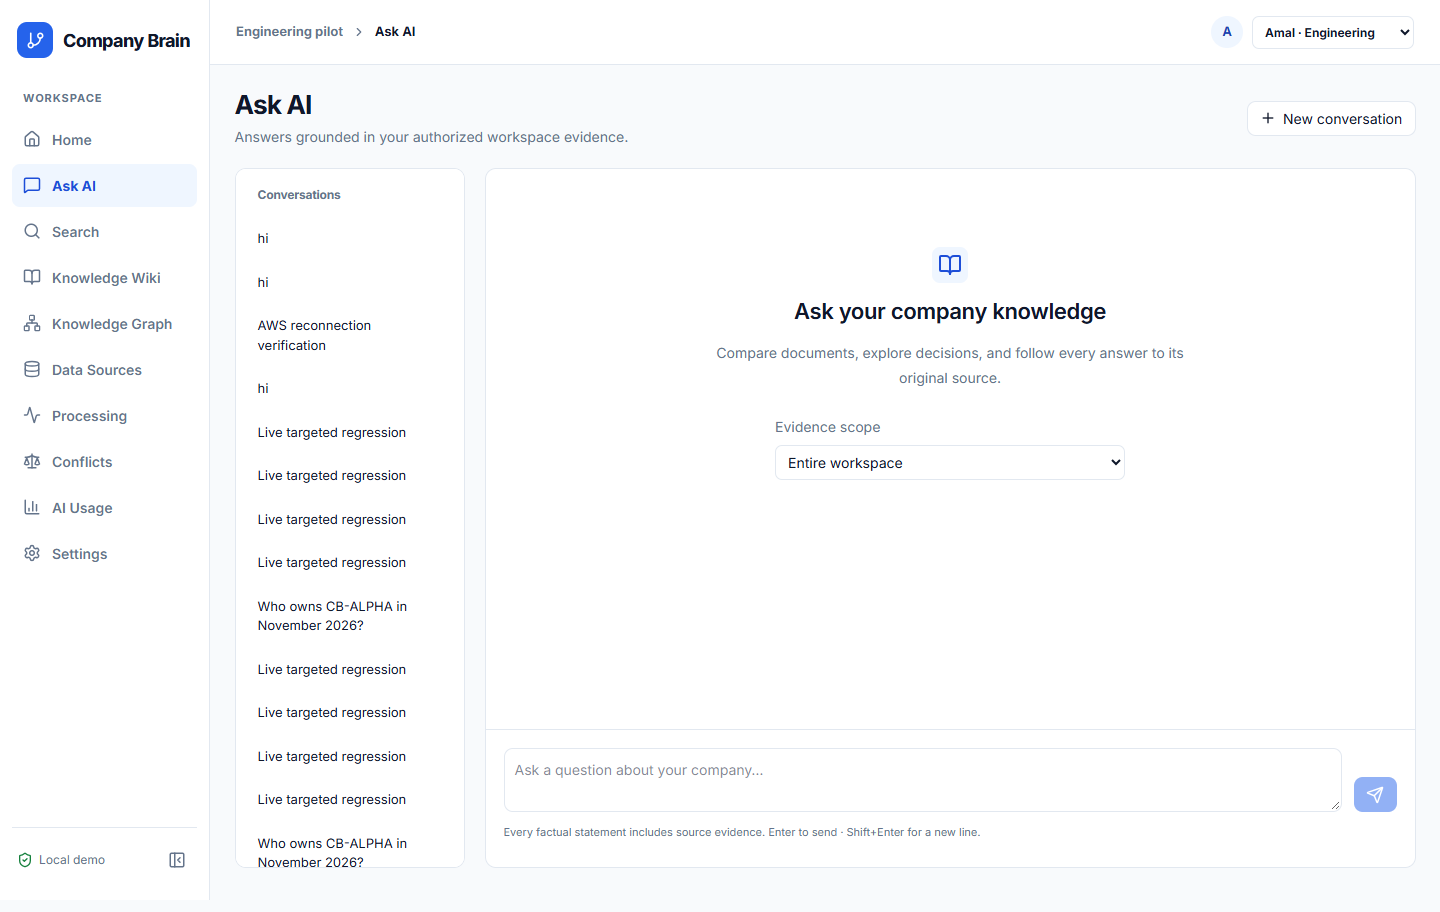 Company Brain
WORKSPACE
Home
Ask AI
Search
Knowledge Wiki
Knowledge Graph
Data Sources
Processing
Conflicts
AI Usage
Settings
Local demo
Engineering pilot > Ask AI
A
Amal · Engineering
Ask AI
Answers grounded in your authorized workspace evidence.
+ New conversation
Conversations
hi
hi
AWS reconnection
verification
hi
Live targeted regression
Live targeted regression
Live targeted regression
Live targeted regression
Who owns CB-ALPHA in
November 2026?
Live targeted regression
Live targeted regression
Live targeted regression
Live targeted regression
Who owns CB-ALPHA in
November 2026?
Ask your company knowledge
Compare documents, explore decisions, and follow every answer to its
original source.
Evidence scope
Entire workspace
Ask a question about your company...
Every factual statement includes source evidence. Enter to send · Shift+Enter for a new line.